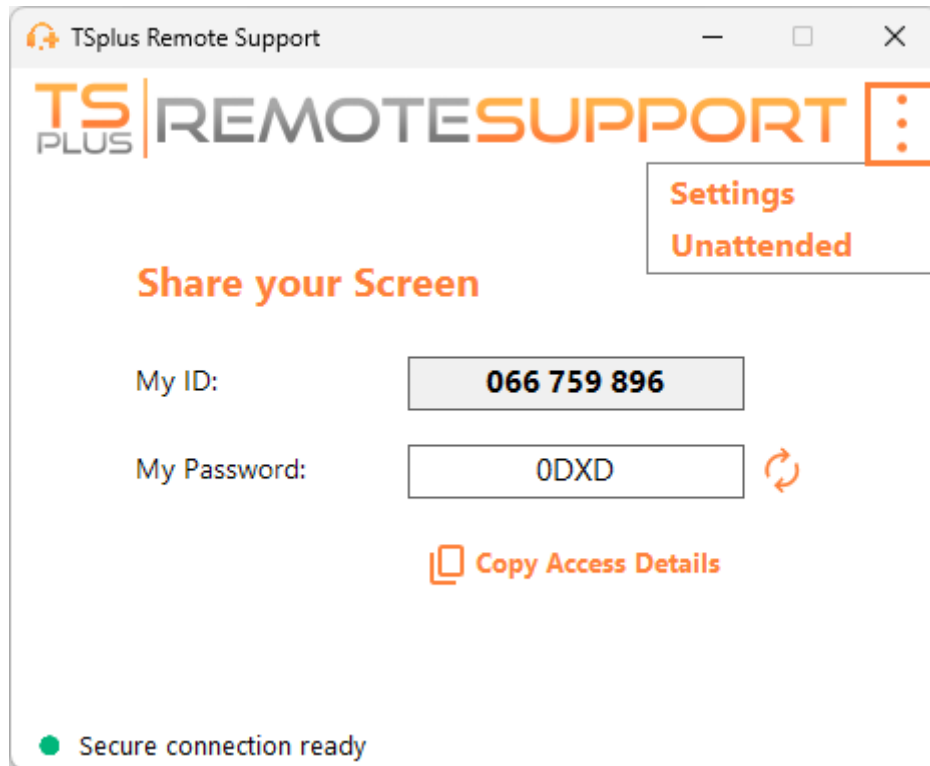 TSplus Remote Support
TS PLUS REMOTESUPPORT
Settings
Unattended
Share your Screen
My ID: 066 759 896
My Password: 0DXD
Copy Access Details
Secure connection ready